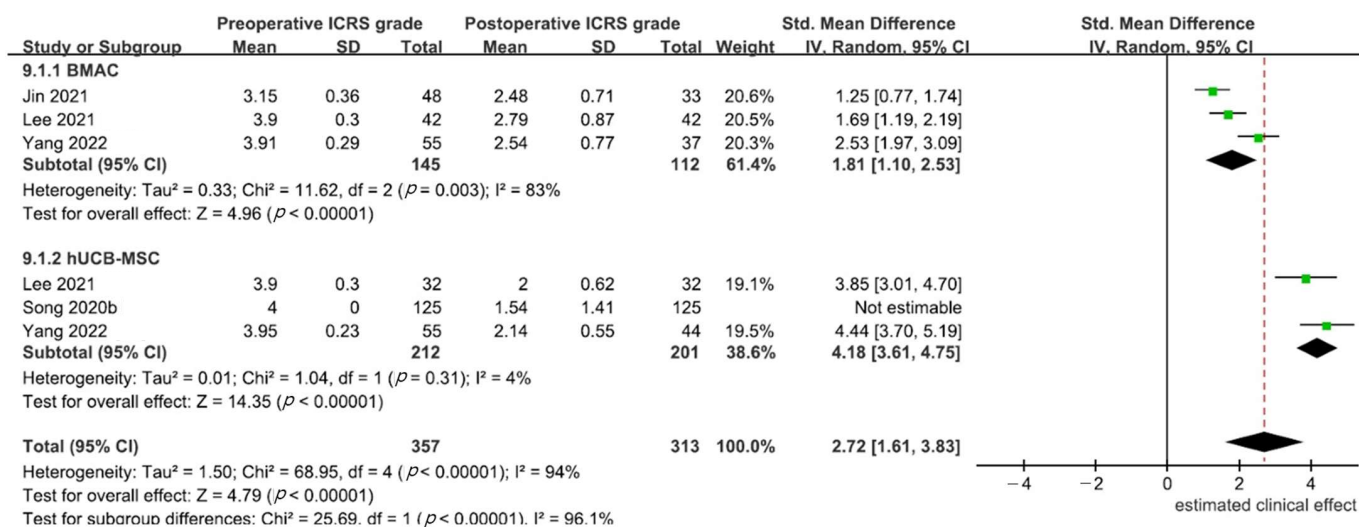 Preoperative ICRS grade Postoperative ICRS grade Std. Mean Difference Std. Mean Difference
Study or Subgroup Mean SD Total Mean SD Total Weight IV. Random. 95% CI IV. Random. 95% CI
9.1.1 BMAC
Jin 2021 3.15 0.36 48 2.48 0.71 33 20.6% 1.25 [0.77, 1.74]
Lee 2021 3.9 0.3 42 2.79 0.87 42 20.5% 1.69 [1.19, 2.19]
Yang 2022 3.91 0.29 55 2.54 0.77 37 20.3% 2.53 [1.97, 3.09]
Subtotal (95% CI) 145 112 61.4% 1.81 [1.10, 2.53]
Heterogeneity: Tau² = 0.33; Chi² = 11.62, df = 2 (p = 0.003); I² = 83%
Test for overall effect: Z = 4.96 (p < 0.00001)
9.1.2 hUCB-MSC
Lee 2021 3.9 0.3 32 2 0.62 32 19.1% 3.85 [3.01, 4.70]
Song 2020b 4 0 125 1.54 1.41 125 Not estimable
Yang 2022 3.95 0.23 55 2.14 0.55 44 19.5% 4.44 [3.70, 5.19]
Subtotal (95% CI) 212 201 38.6% 4.18 [3.61, 4.75]
Heterogeneity: Tau² = 0.01; Chi² = 1.04, df = 1 (p = 0.31); I² = 4%
Test for overall effect: Z = 14.35 (p < 0.00001)
Total (95% CI) 357 313 100.0% 2.72 [1.61, 3.83]
Heterogeneity: Tau² = 1.50; Chi² = 68.95, df = 4 (p < 0.00001); I² = 94%
Test for overall effect: Z = 4.79 (p < 0.00001)
Test for subgroup differences: Chi² = 25.69. df = 1 (p < 0.00001). I² = 96.1%
−4 −2 0 2 4
estimated clinical effect